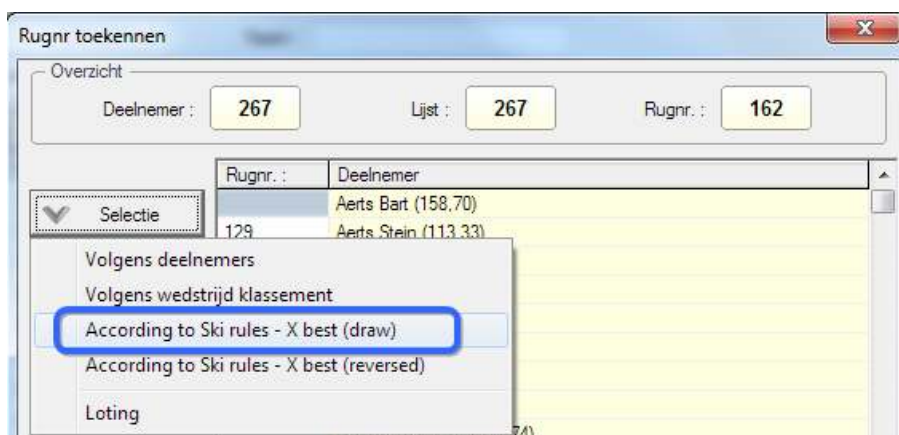 Rugnr toekennen
Overzicht
Deelnemer : 267 Lijst : 267 Rugnr. : 162
Rugnr. : Deelnemer
Selectie
Aerts Bart (158,70)
129 Aerts Stein (113,33)
Volgens deelnemers
Volgens wedstrijd klassement
According to Ski rules - X best (draw)
According to Ski rules - X best (reversed)
Loting
74)